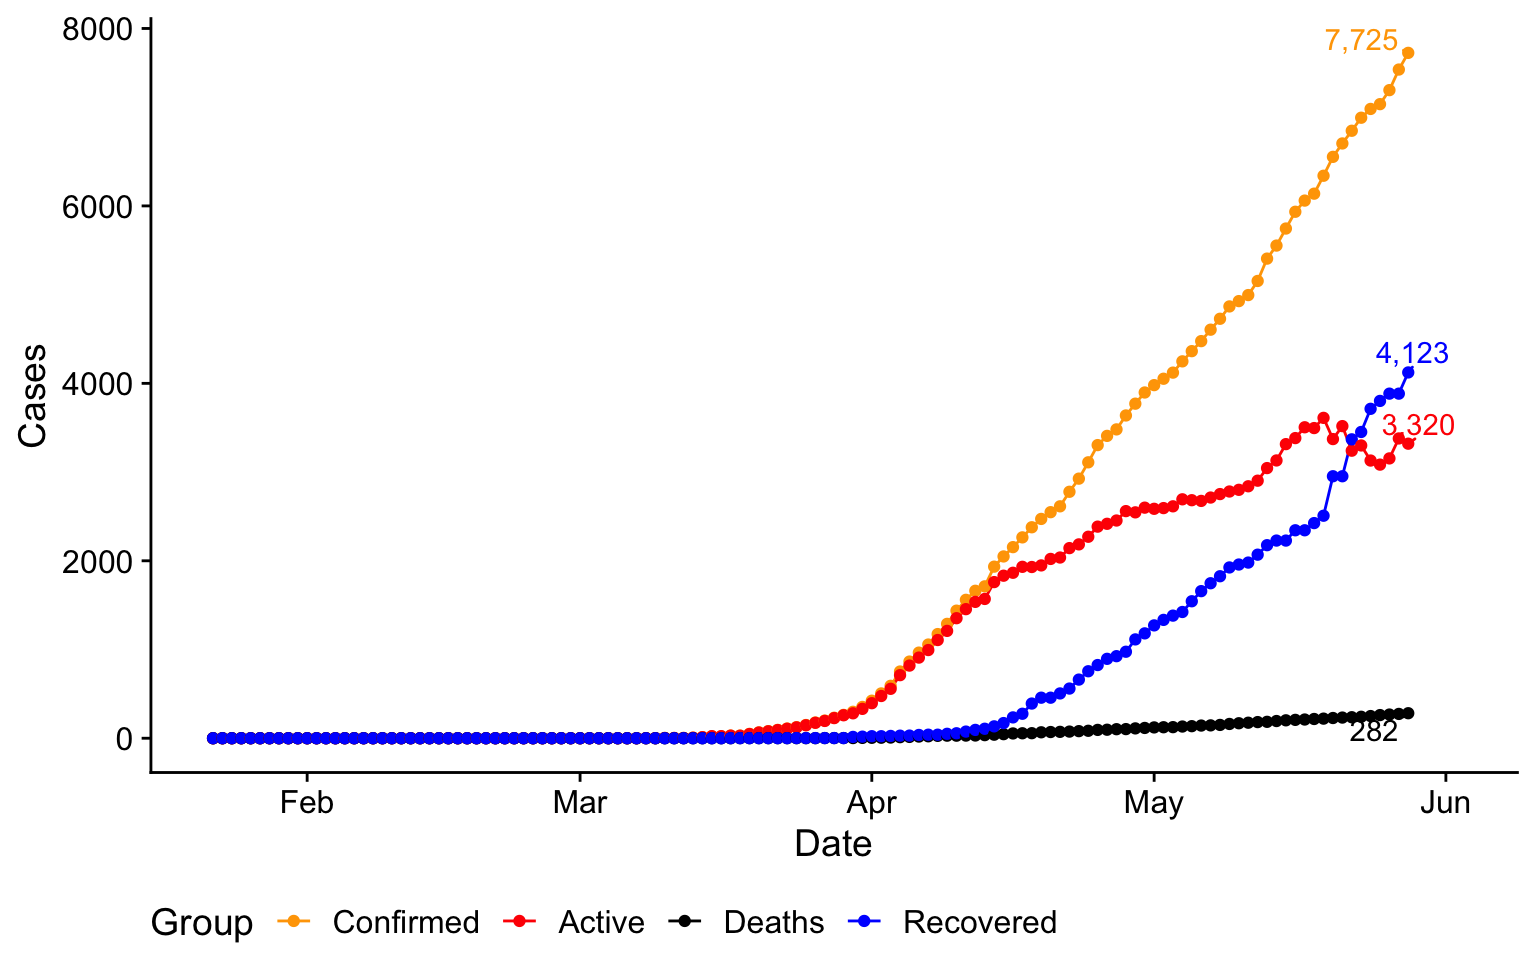 8000
7,725
6000
4,123
4000
3,320
2000
0
282
Cases
Feb Mar Apr May Jun
Date
Group Confirmed Active Deaths Recovered